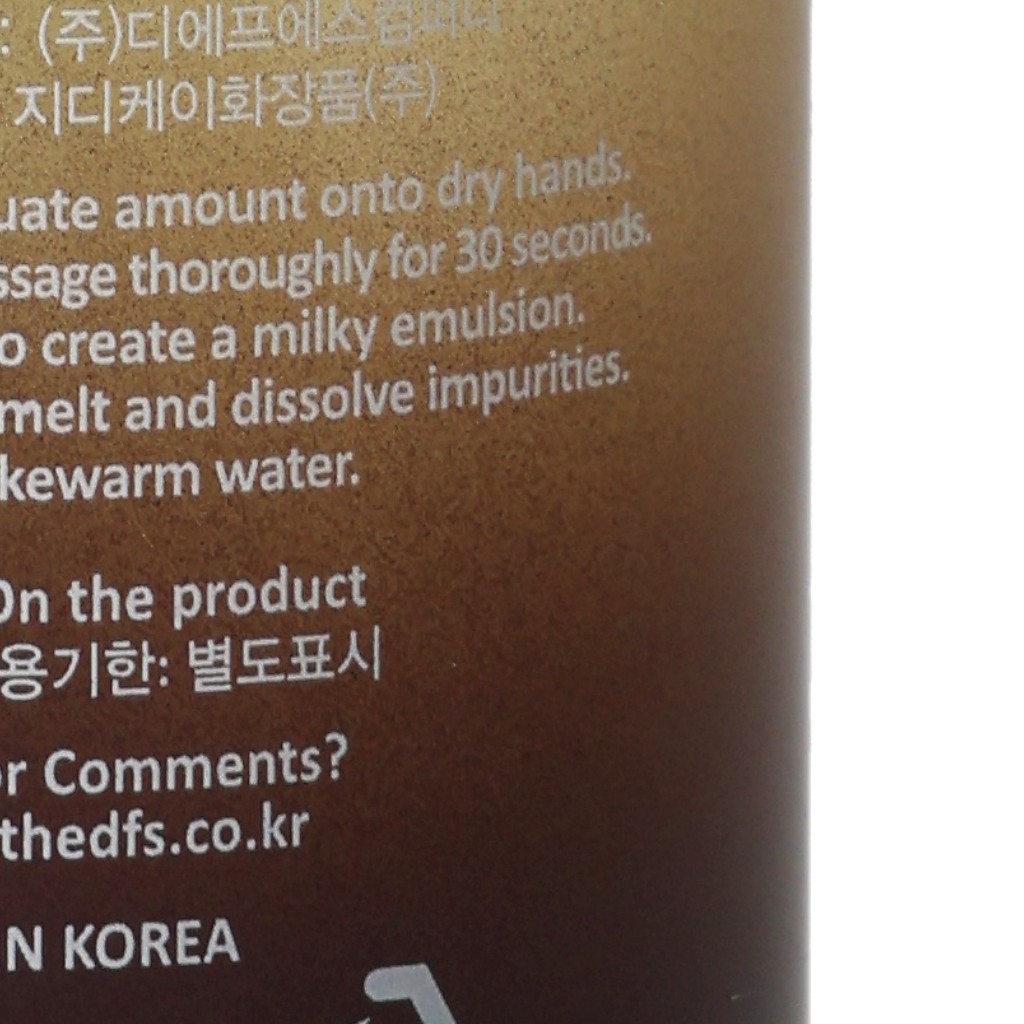 : (주)디에프에스컴퍼니
지디케이화장품(주)
uate amount onto dry hands.
ssage thoroughly for 30 seconds.
o create a milky emulsion.
melt and dissolve impurities.
kewarm water.
On the product
용기한: 별도표시
or Comments?
thedfs.co.kr
IN KOREA